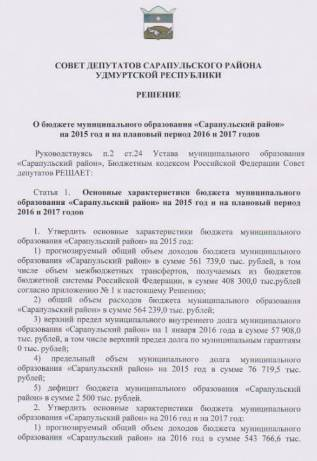 СОВЕТ ДЕПУТАТОВ САРАПУЛЬСКОГО РАЙОНА
УДМУРТСКОЙ РЕСПУБЛИКИ
РЕШЕНИЕ
О бюджете муниципального образования «Сарапульский район»
на 2015 год и на плановый период 2016 и 2017 годов
Руководствуясь п.2 ст.24 Устава муниципального образования
«Сарапульский район», Бюджетным кодексом Российской Федерации Совет
депутатов РЕШАЕТ:
Статья 1. Основные характеристики бюджета муниципального
образования «Сарапульский район» на 2015 год и на плановый период
2016 и 2017 годов
1. Утвердить основные характеристики бюджета муниципального
образования «Сарапульский район» на 2015 год:
1) прогнозируемый общий объем доходов бюджета муниципального
образования «Сарапульский район» в сумме 561 739,0 тыс. рублей, в том
числе объем межбюджетных трансфертов, получаемых из бюджетов
бюджетной системы Российской Федерации, в сумме 408 300,0 тыс.рублей
согласно приложению № 1 к настоящему Решению;
2) общий объем расходов бюджета муниципального образования
«Сарапульский район» в сумме 564 239,0 тыс. рублей;
3) верхний предел муниципального внутреннего долга муниципального
образования «Сарапульский район» на 1 января 2016 года в сумме 57 908,0
тыс. рублей, в том числе верхний предел долга по муниципальным гарантиям
0 тыс. рублей;
4) предельный объем муниципального долга муниципального
образования «Сарапульский район» на 2015 год в сумме 76 719,5 тыс.
рублей;
5) дефицит бюджета муниципального образования «Сарапульский
район» в сумме 2 500 тыс. рублей.
2. Утвердить основные характеристики бюджета муниципального
образования «Сарапульский район» на 2016 год и на 2017 год:
1) прогнозируемый общий объем доходов бюджета муниципального
образования «Сарапульский район» на 2016 год в сумме 543 766,6 тыс.